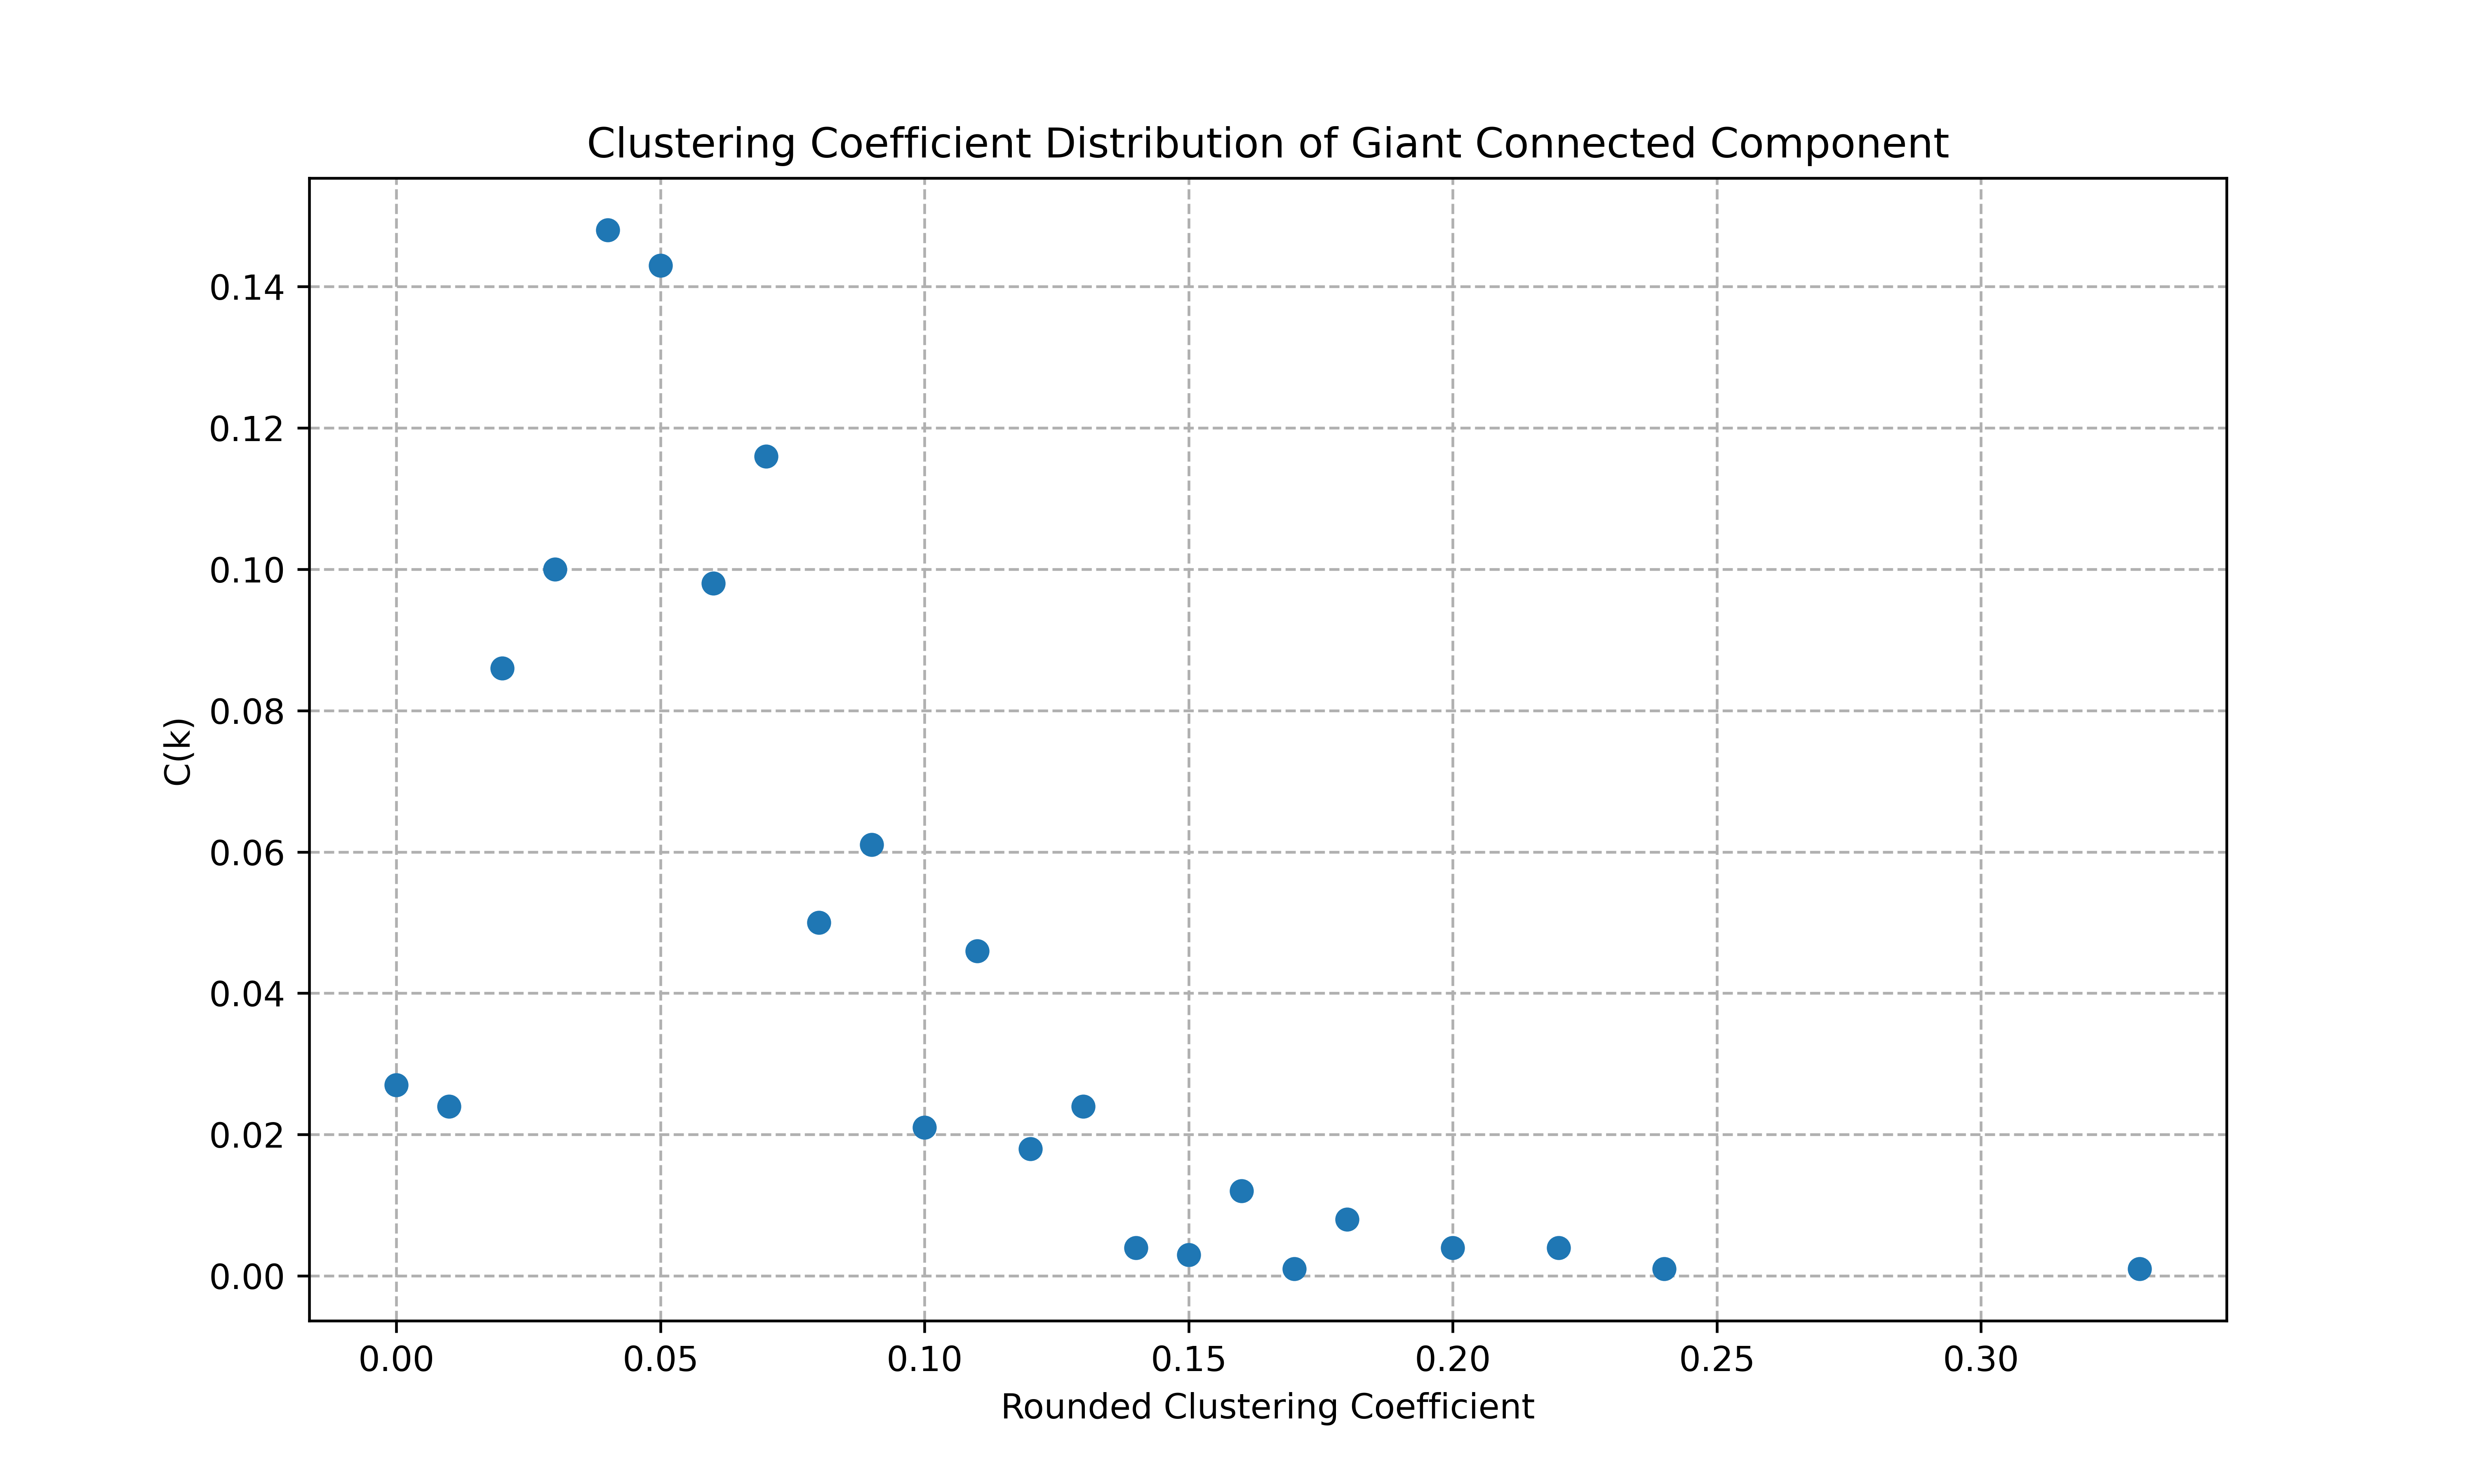 Clustering Coefficient Distribution of Giant Connected Component
0.14
0.12
0.10
0.08
0.06
0.04
0.02
0.00
C(k)
0.00 0.05 0.10 0.15 0.20 0.25 0.30
Rounded Clustering Coefficient